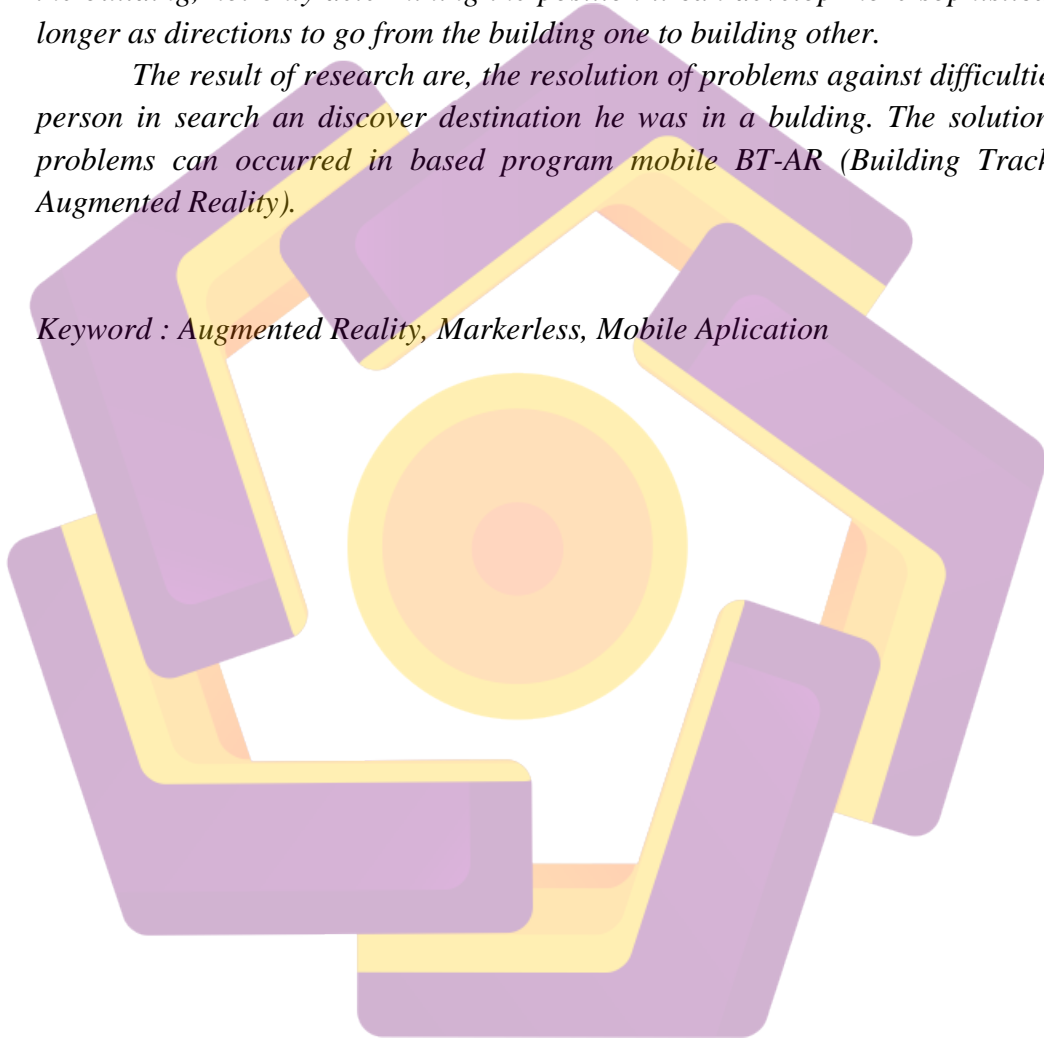 longer as directions to go from the building one to building other.
The result of research are, the resolution of problems against difficultie
person in search an discover destination he was in a bulding. The solution
problems can occurred in based program mobile BT-AR (Building Track
Augmented Reality).
Keyword : Augmented Reality, Markerless, Mobile Aplication